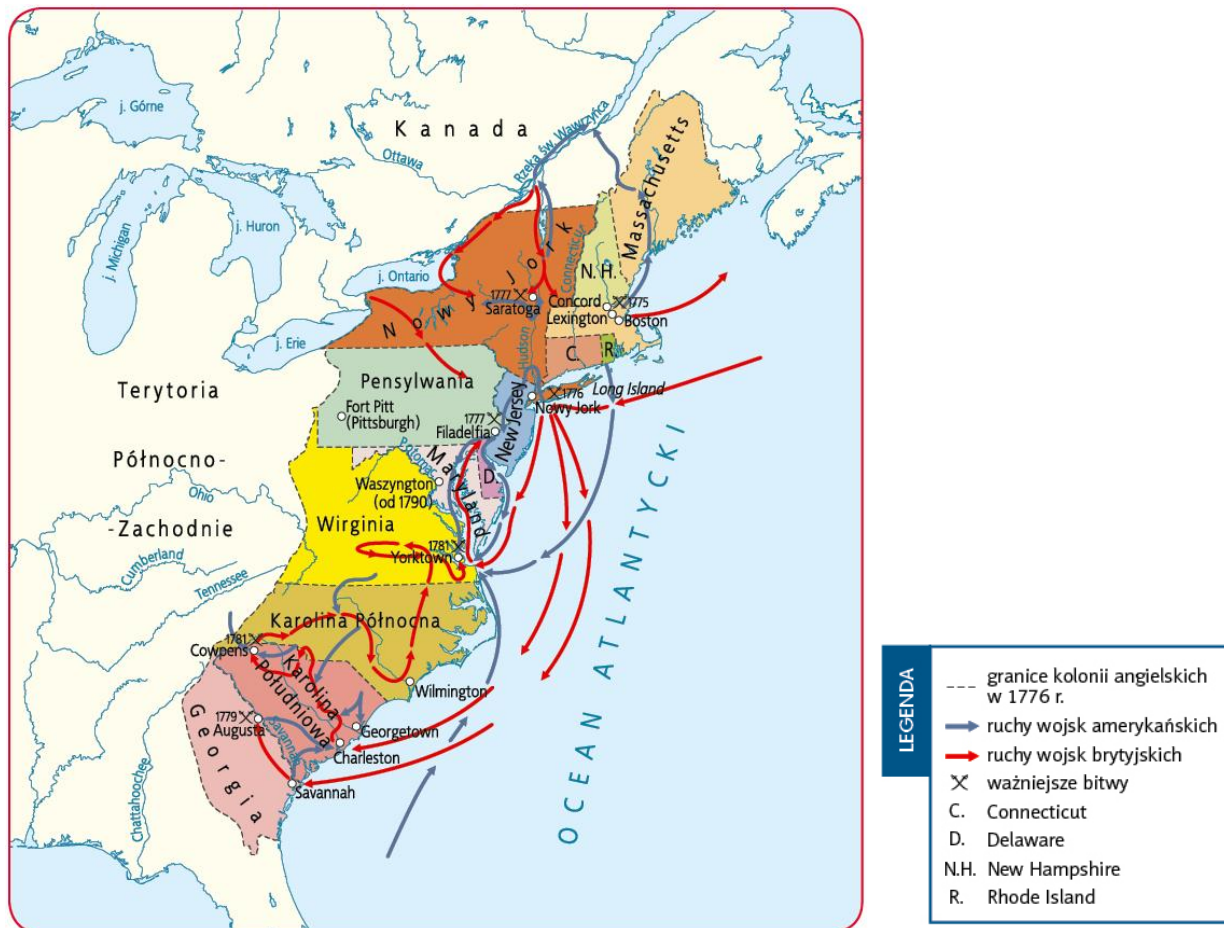 j. Górne
Kanada
Rzeka św. Wawrzyńca
Ottawa
Massachusetts
j. Huron
j. Michigan
j. Ontario
Nowy Jork
Connecticut
N.H.
1777
Saratoga
Concord
1775
Lexington
Boston
j. Erie
Hudson
C.
R.
Terytoria
Pensylwania
Long Island
1776
Nowy Jork
Fort Pitt
(Pittsburgh)
1777
Filadelfia
New Jersey
Północno-
Potomac
Maryland
D.
Waszyngton
(od 1790)
Ohio
-Zachodnie
Wirginia
1781
Yorktown
Cumberland
Tennessee
OCEAN ATLANTYCKI
Karolina Północna
1781
Cowpens
Karolina
Południowa
Wilmington
Georgia
1779
Augusta
Savannah
Georgetown
Charleston
Chattahoochee
Savannah
LEGENDA
granice kolonii angielskich
w 1776 r.
ruchy wojsk amerykańskich
ruchy wojsk brytyjskich
ważniejsze bitwy
C. Connecticut
D. Delaware
N.H. New Hampshire
R. Rhode Island